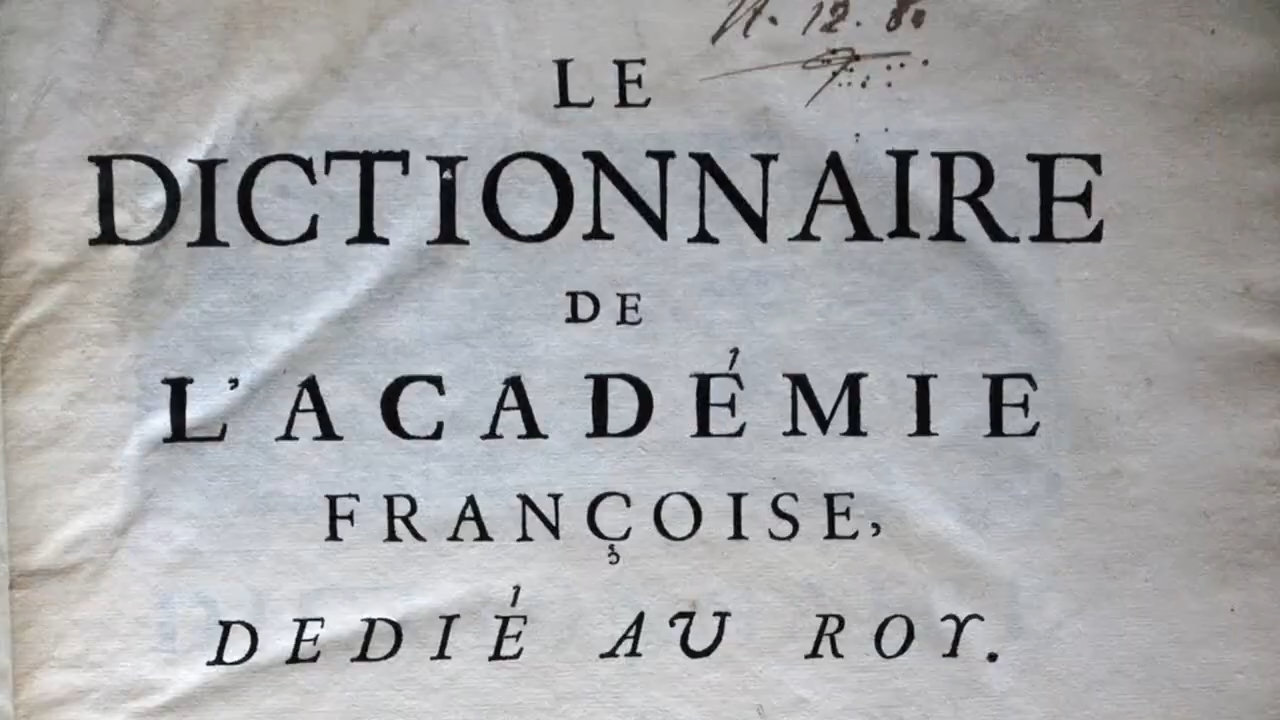 LE
DICTIONNAIRE
DE
L'ACADÉMIE
FRANÇOISE,
DEDIÉ AU ROY.